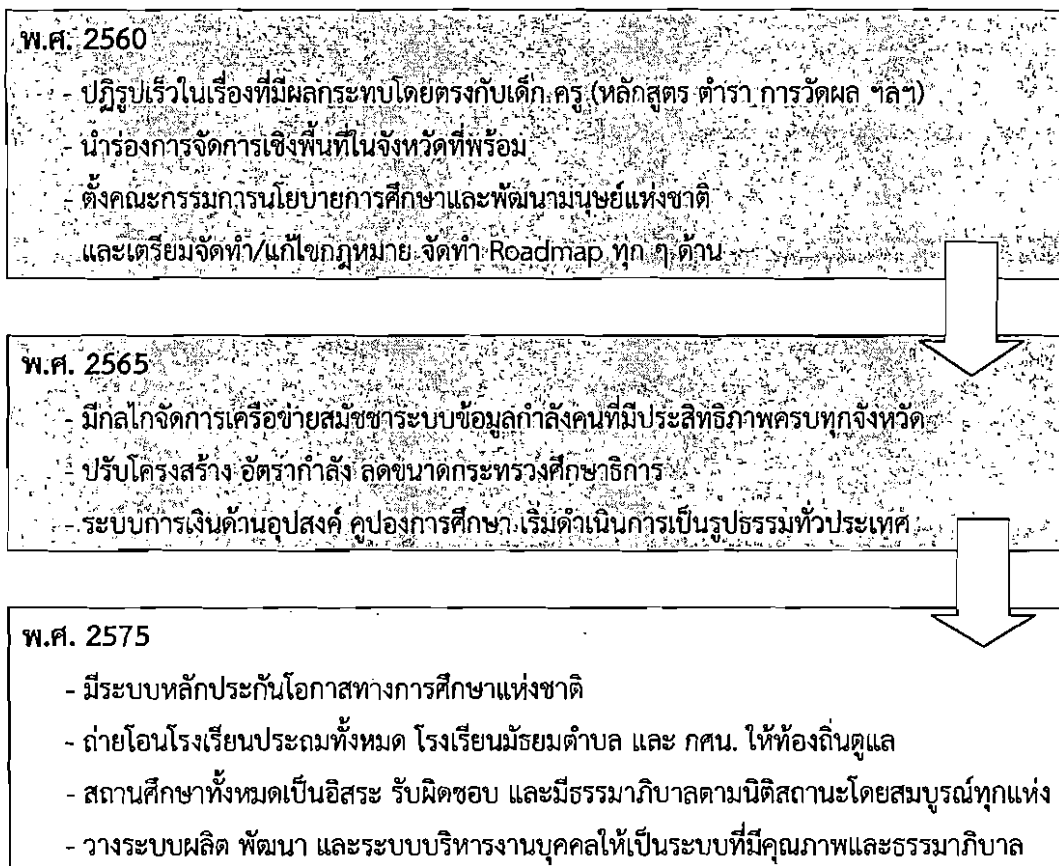 พ.ศ. 2560
- ปฏิรูปเร็วในเรื่องที่มีผลกระทบโดยตรงกับเด็ก ครู (หลักสูตร ตำรา การวัดผล ฯลฯ)
- นำร่องการจัดการเชิงพื้นที่ในจังหวัดที่พร้อม
- ตั้งคณะกรรมการนโยบายการศึกษาและพัฒนามนุษย์แห่งชาติ
และเตรียมจัดทำ/แก้ไขกฎหมาย จัดทำ Roadmap ทุก ๆ ด้าน
พ.ศ. 2565
- มีกลไกจัดการเครือข่ายสมัชชาระบบข้อมูลกำลังคนที่มีประสิทธิภาพครบทุกจังหวัด
- ปรับโครงสร้าง อัตรากำลัง ลดขนาดกระทรวงศึกษาธิการ
- ระบบการเงินด้านอุปสงค์ คูปองการศึกษา เริ่มดำเนินการเป็นรูปธรรมทั่วประเทศ
พ.ศ. 2575
- มีระบบหลักประกันโอกาสทางการศึกษาแห่งชาติ
- ถ่ายโอนโรงเรียนประถมทั้งหมด โรงเรียนมัธยมตำบล และ กศน. ให้ท้องถิ่นดูแล
- สถานศึกษาทั้งหมดเป็นอิสระ รับผิดชอบ และมีธรรมาภิบาลตามนิติสถานะโดยสมบูรณ์ทุกแห่ง
- วางระบบผลิต พัฒนา และระบบบริหารงานบุคคลให้เป็นระบบที่มีคุณภาพและธรรมาภิบาล